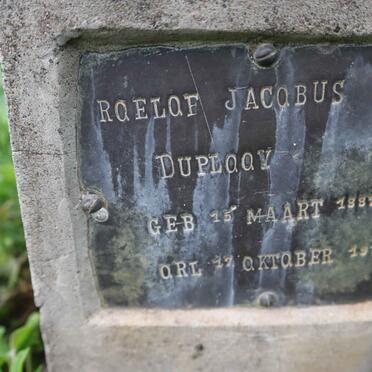 ROELOF JACOBUS
DUPLOOY
GEB 15 MAART
ORL 17 OKTOBER